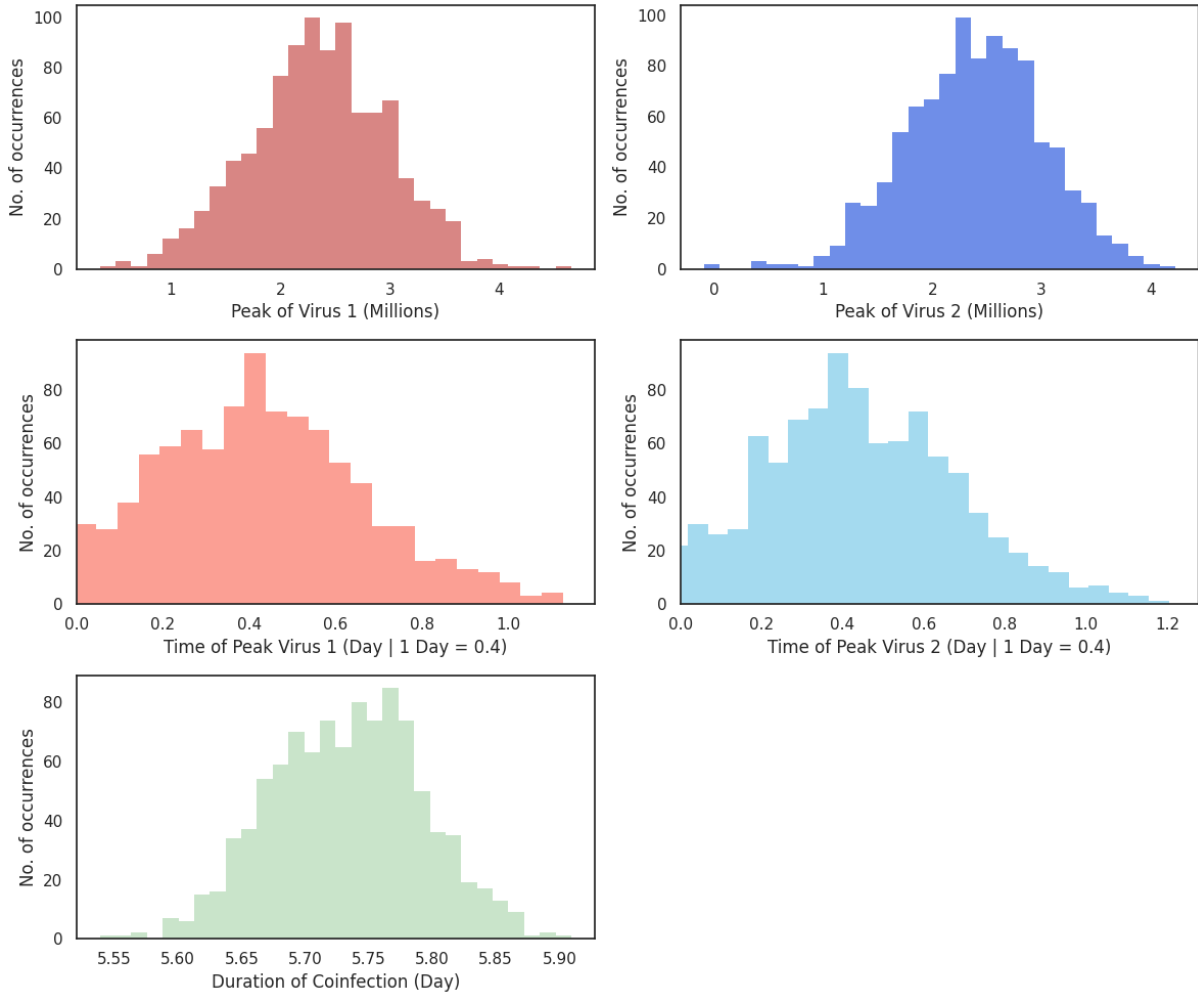 No. of occurrences
100
80
60
40
20
0
1 2 3 4
Peak of Virus 1 (Millions)
No. of occurrences
100
80
60
40
20
0
0 1 2 3 4
Peak of Virus 2 (Millions)
No. of occurrences
80
60
40
20
0
0.0 0.2 0.4 0.6 0.8 1.0
Time of Peak Virus 1 (Day | 1 Day = 0.4)
No. of occurrences
80
60
40
20
0
0.0 0.2 0.4 0.6 0.8 1.0 1.2
Time of Peak Virus 2 (Day | 1 Day = 0.4)
No. of occurrences
80
60
40
20
0
5.55 5.60 5.65 5.70 5.75 5.80 5.85 5.90
Duration of Coinfection (Day)